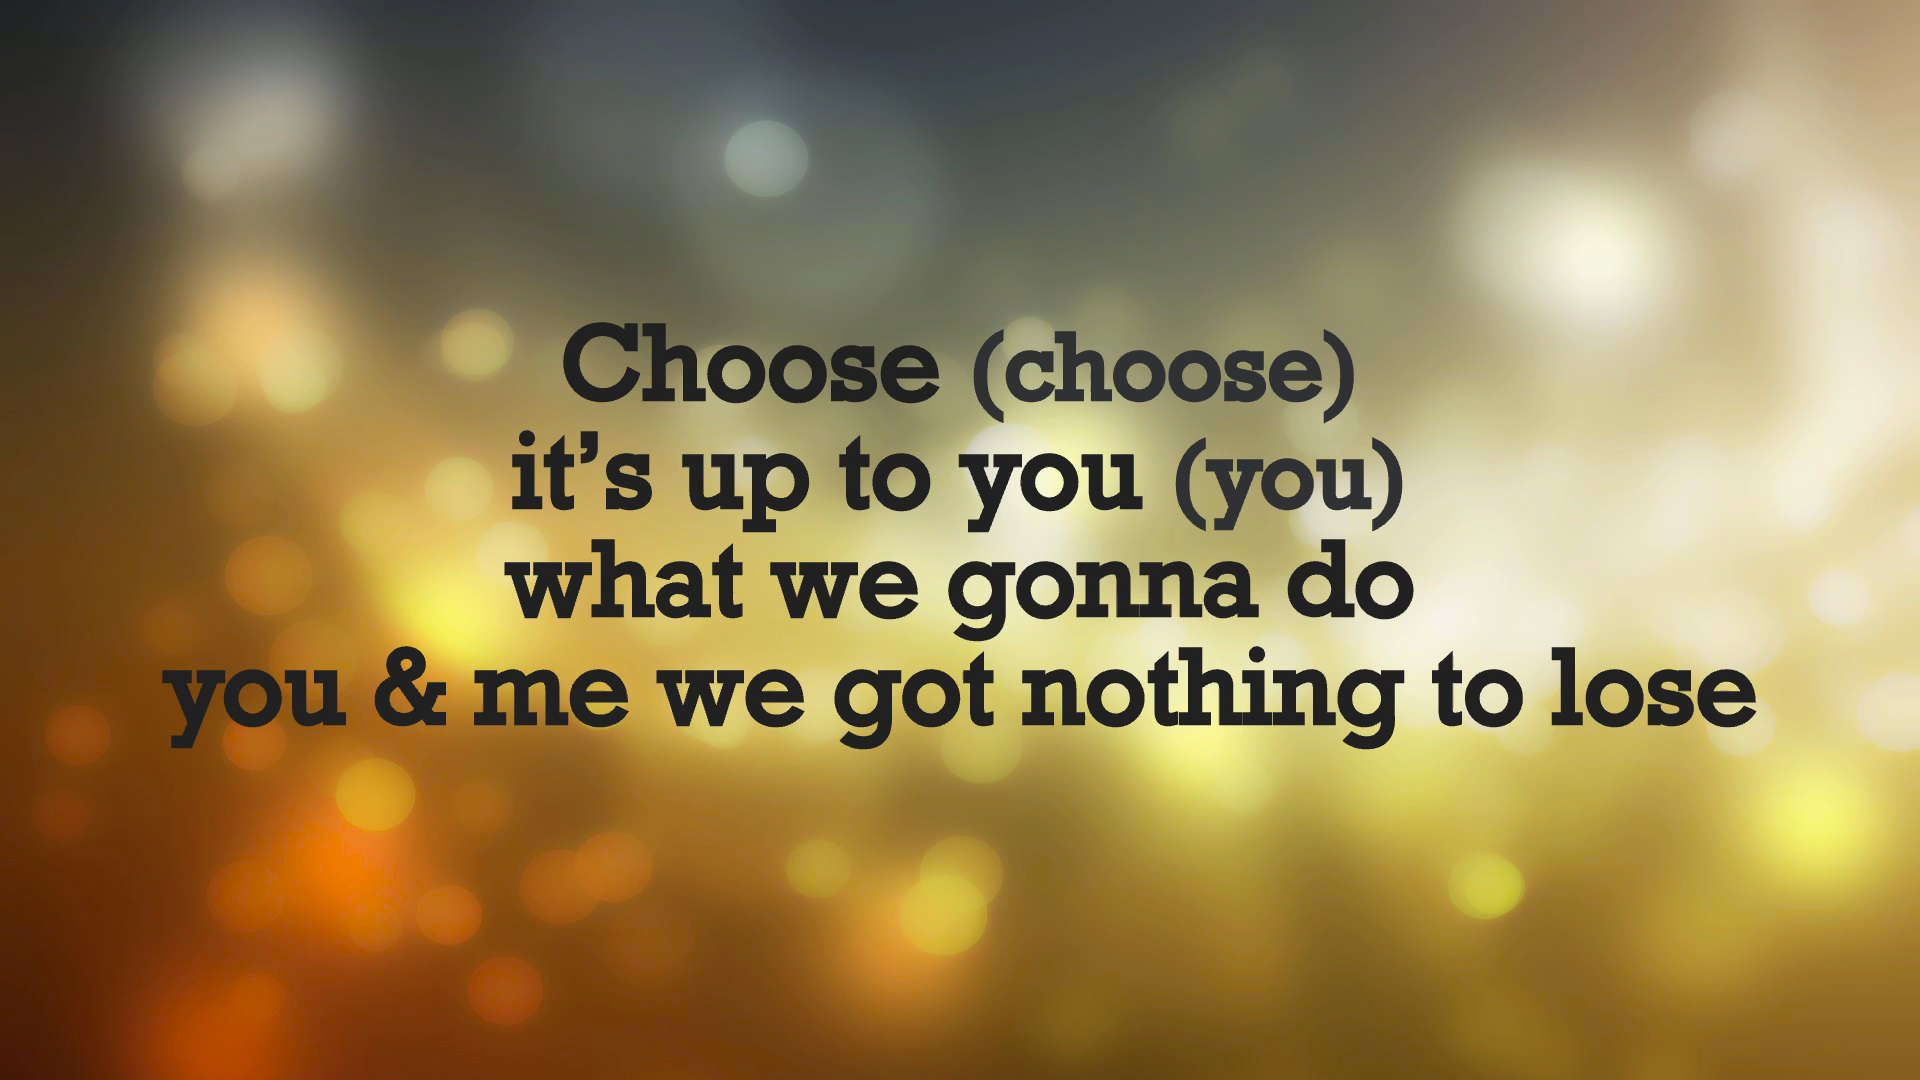 Choose (choose)
it’s up to you (you)
what we gonna do
you & me we got nothing to lose